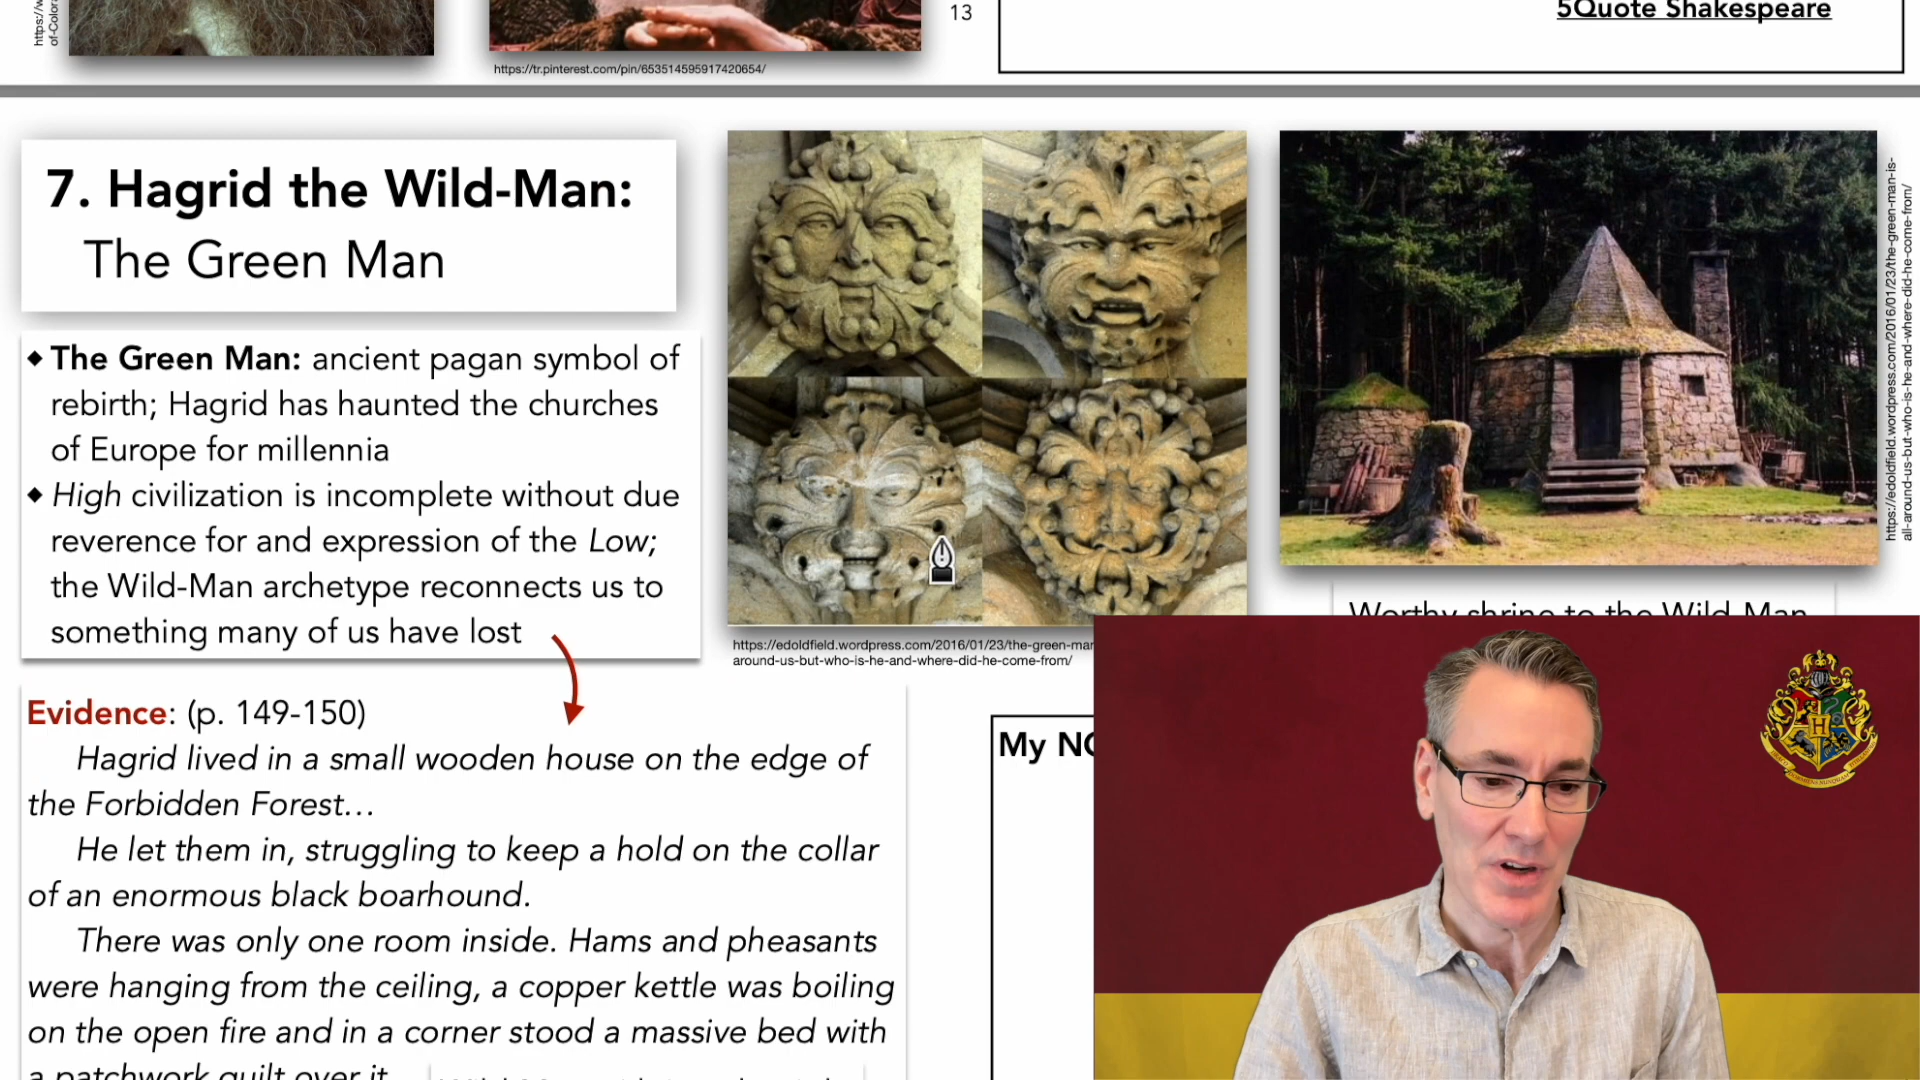 https://w
of-Colora
https://tr.pinterest.com/pin/653514595917420654/
13
5Quote Shakespeare
7. Hagrid the Wild-Man:
The Green Man
◆ The Green Man: ancient pagan symbol of
rebirth; Hagrid has haunted the churches
of Europe for millennia
◆ High civilization is incomplete without due
reverence for and expression of the Low;
the Wild-Man archetype reconnects us to
something many of us have lost
https://edoldfield.wordpress.com/2016/01/23/the-green-man
around-us-but-who-is-he-and-where-did-he-come-from/
https://edoldfield.wordpress.com/2016/01/23/the-green-man-is-
all-around-us-but-who-is-he-and-where-did-he-come-from/
Worthy shrine to the Wild-Man
Evidence: (p. 149-150)
Hagrid lived in a small wooden house on the edge of
the Forbidden Forest…
He let them in, struggling to keep a hold on the collar
of an enormous black boarhound.
There was only one room inside. Hams and pheasants
were hanging from the ceiling, a copper kettle was boiling
on the open fire and in a corner stood a massive bed with
a patchwork quilt over it
My NO
H